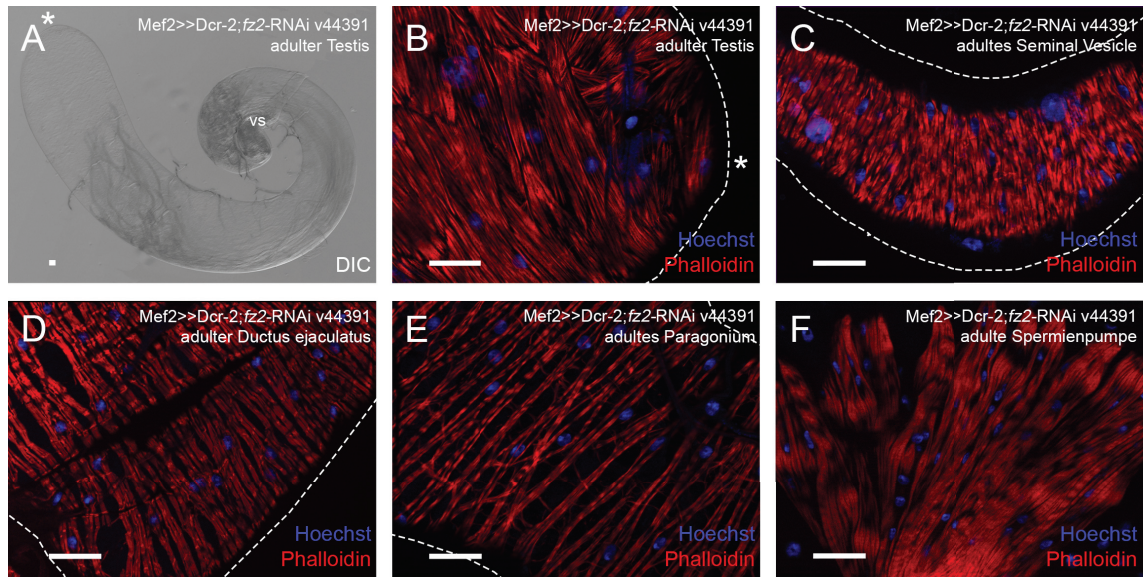 A
*
Mef2>>Dcr-2;fz2-RNAi v44391
adulter Testis
vs
DIC
B
Mef2>>Dcr-2;fz2-RNAi v44391
adulter Testis
*
Hoechst
Phalloidin
C
Mef2>>Dcr-2;fz2-RNAi v44391
adultes Seminal Vesicle
Hoechst
Phalloidin
D
Mef2>>Dcr-2;fz2-RNAi v44391
adulter Ductus ejaculatus
Hoechst
Phalloidin
E
Mef2>>Dcr-2;fz2-RNAi v44391
adultes Paragonium
Hoechst
Phalloidin
F
Mef2>>Dcr-2;fz2-RNAi v44391
adulte Spermienpumpe
Hoechst
Phalloidin